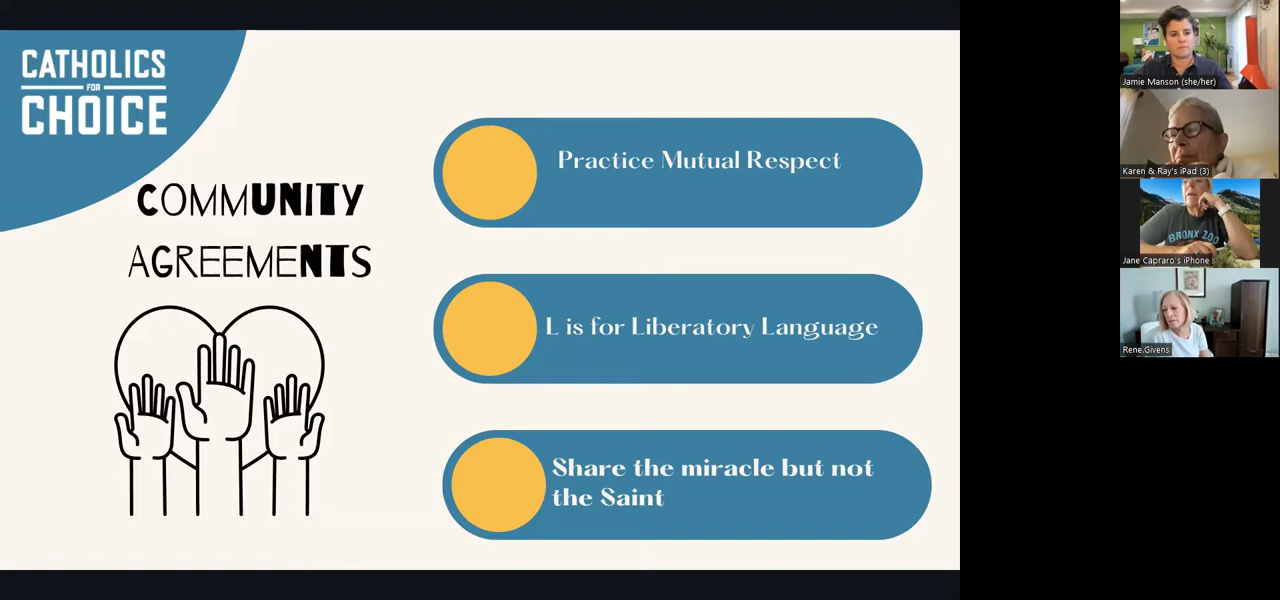 CATHOLICS
FOR
CHOICE
COMMUNITY
AGREEMENTS
Practice Mutual Respect
L is for Liberatory Language
Share the miracle but not
the Saint
Jamie Manson (she/her)
Karen & Ray's iPad (3)
BRONX ZOO
Jane Capraro's iPhone
Rene.Givens